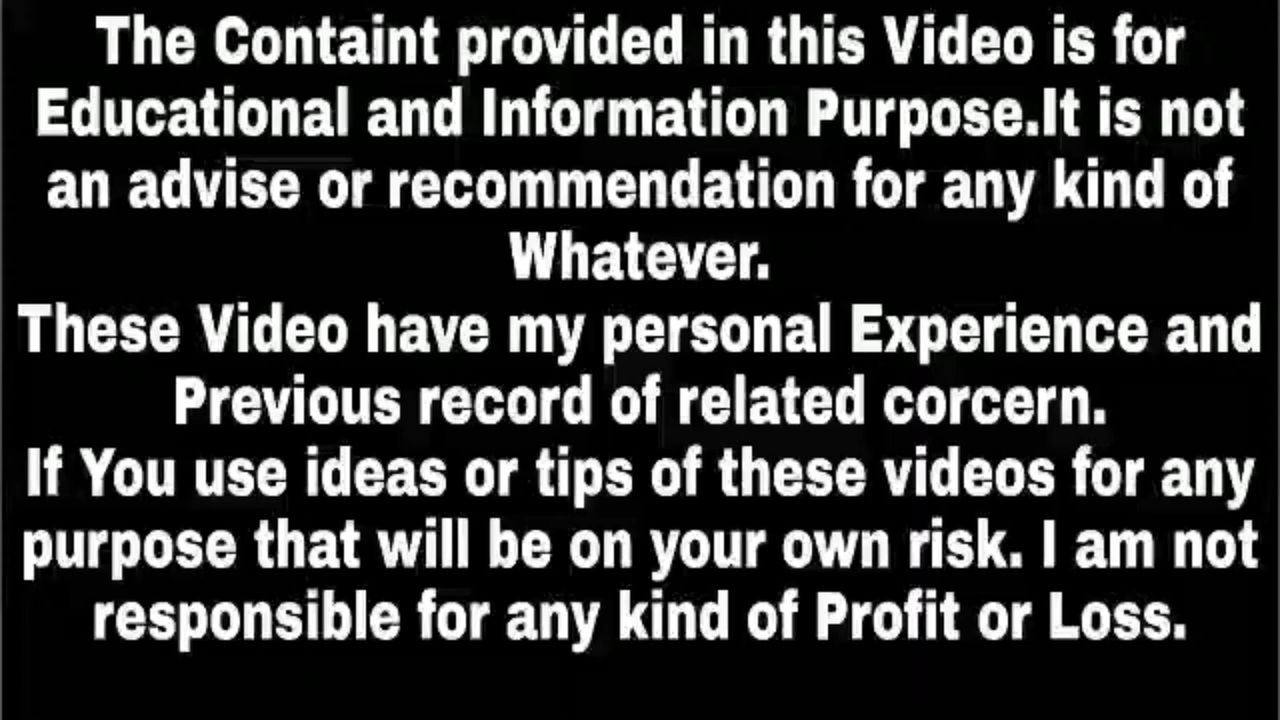 The Containt provided in this Video is for
Educational and Information Purpose.It is not
an advise or recommendation for any kind of
Whatever.
These Video have my personal Experience and
Previous record of related corcern.
If You use ideas or tips of these videos for any
purpose that will be on your own risk. I am not
responsible for any kind of Profit or Loss.